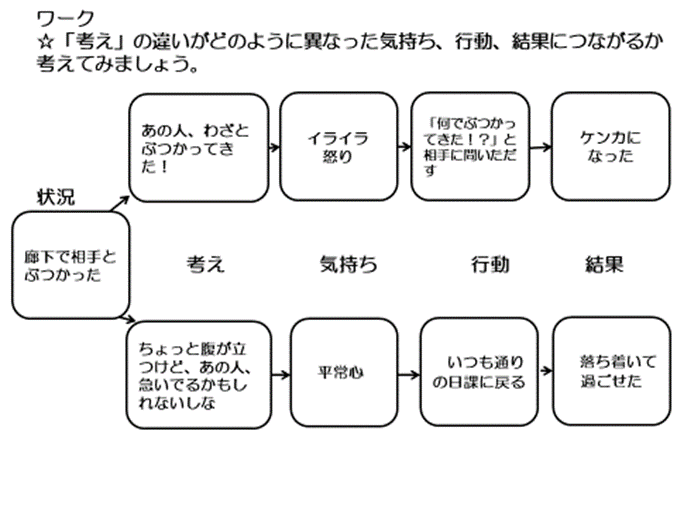 ワーク
☆「考え」の違いがどのように異なった気持ち、行動、結果につながるか
考えてみましょう。
あの人、わざと
ぶつかってき
た！
イライラ
怒り
「何でぶつかっ
てきた！？」と
相手に問いただ
す
ケンカに
なった
状況
廊下で相手と
ぶつかった
考え
気持ち
行動
結果
ちょっと腹が立
つけど、あの人、
急いでるかもし
れないしな
平常心
いつも通り
の日課に戻る
落ち着いて
過ごせた